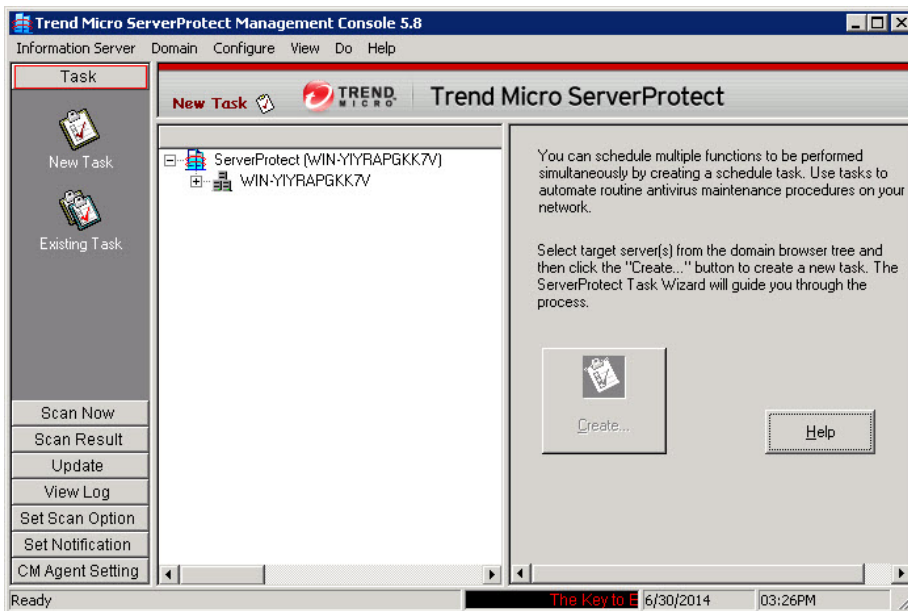 Trend Micro ServerProtect Management Console 5.8
Information Server Domain Configure View Do Help
Task
New Task
Existing Task
Scan Now
Scan Result
Update
View Log
Set Scan Option
Set Notification
CM Agent Setting
New Task
TREND
MICRO
Trend Micro ServerProtect
ServerProtect (WIN-YIYRAPGKK7V)
WIN-YIYRAPGKK7V
You can schedule multiple functions to be performed
simultaneously by creating a schedule task. Use tasks to
automate routine antivirus maintenance procedures on your
network.
Select target server(s) from the domain browser tree and
then click the "Create..." button to create a new task. The
ServerProtect Task Wizard will guide you through the
process.
Create...
Help
Ready
The Key to E
6/30/2014
03:26PM